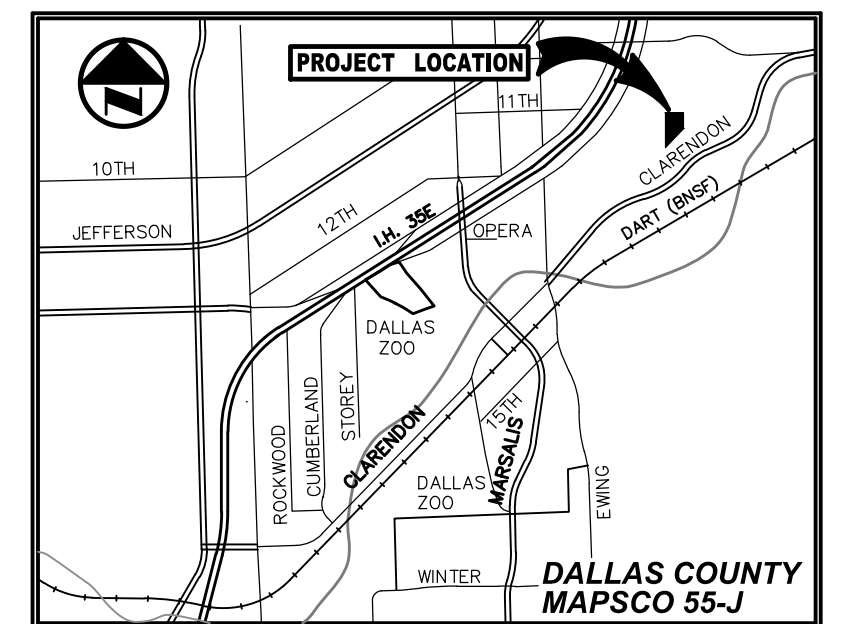 PROJECT LOCATION
N
11TH
10TH
CLARENDON
12TH
I.H. 35E
DART (BNSF)
JEFFERSON
OPERA
DALLAS
ZOO
STOREY
CUMBERLAND
ROCKWOOD
CLARENDON
15TH
MARSALIS
DALLAS
ZOO
EWING
WINTER
DALLAS COUNTY
MAPSCO 55-J